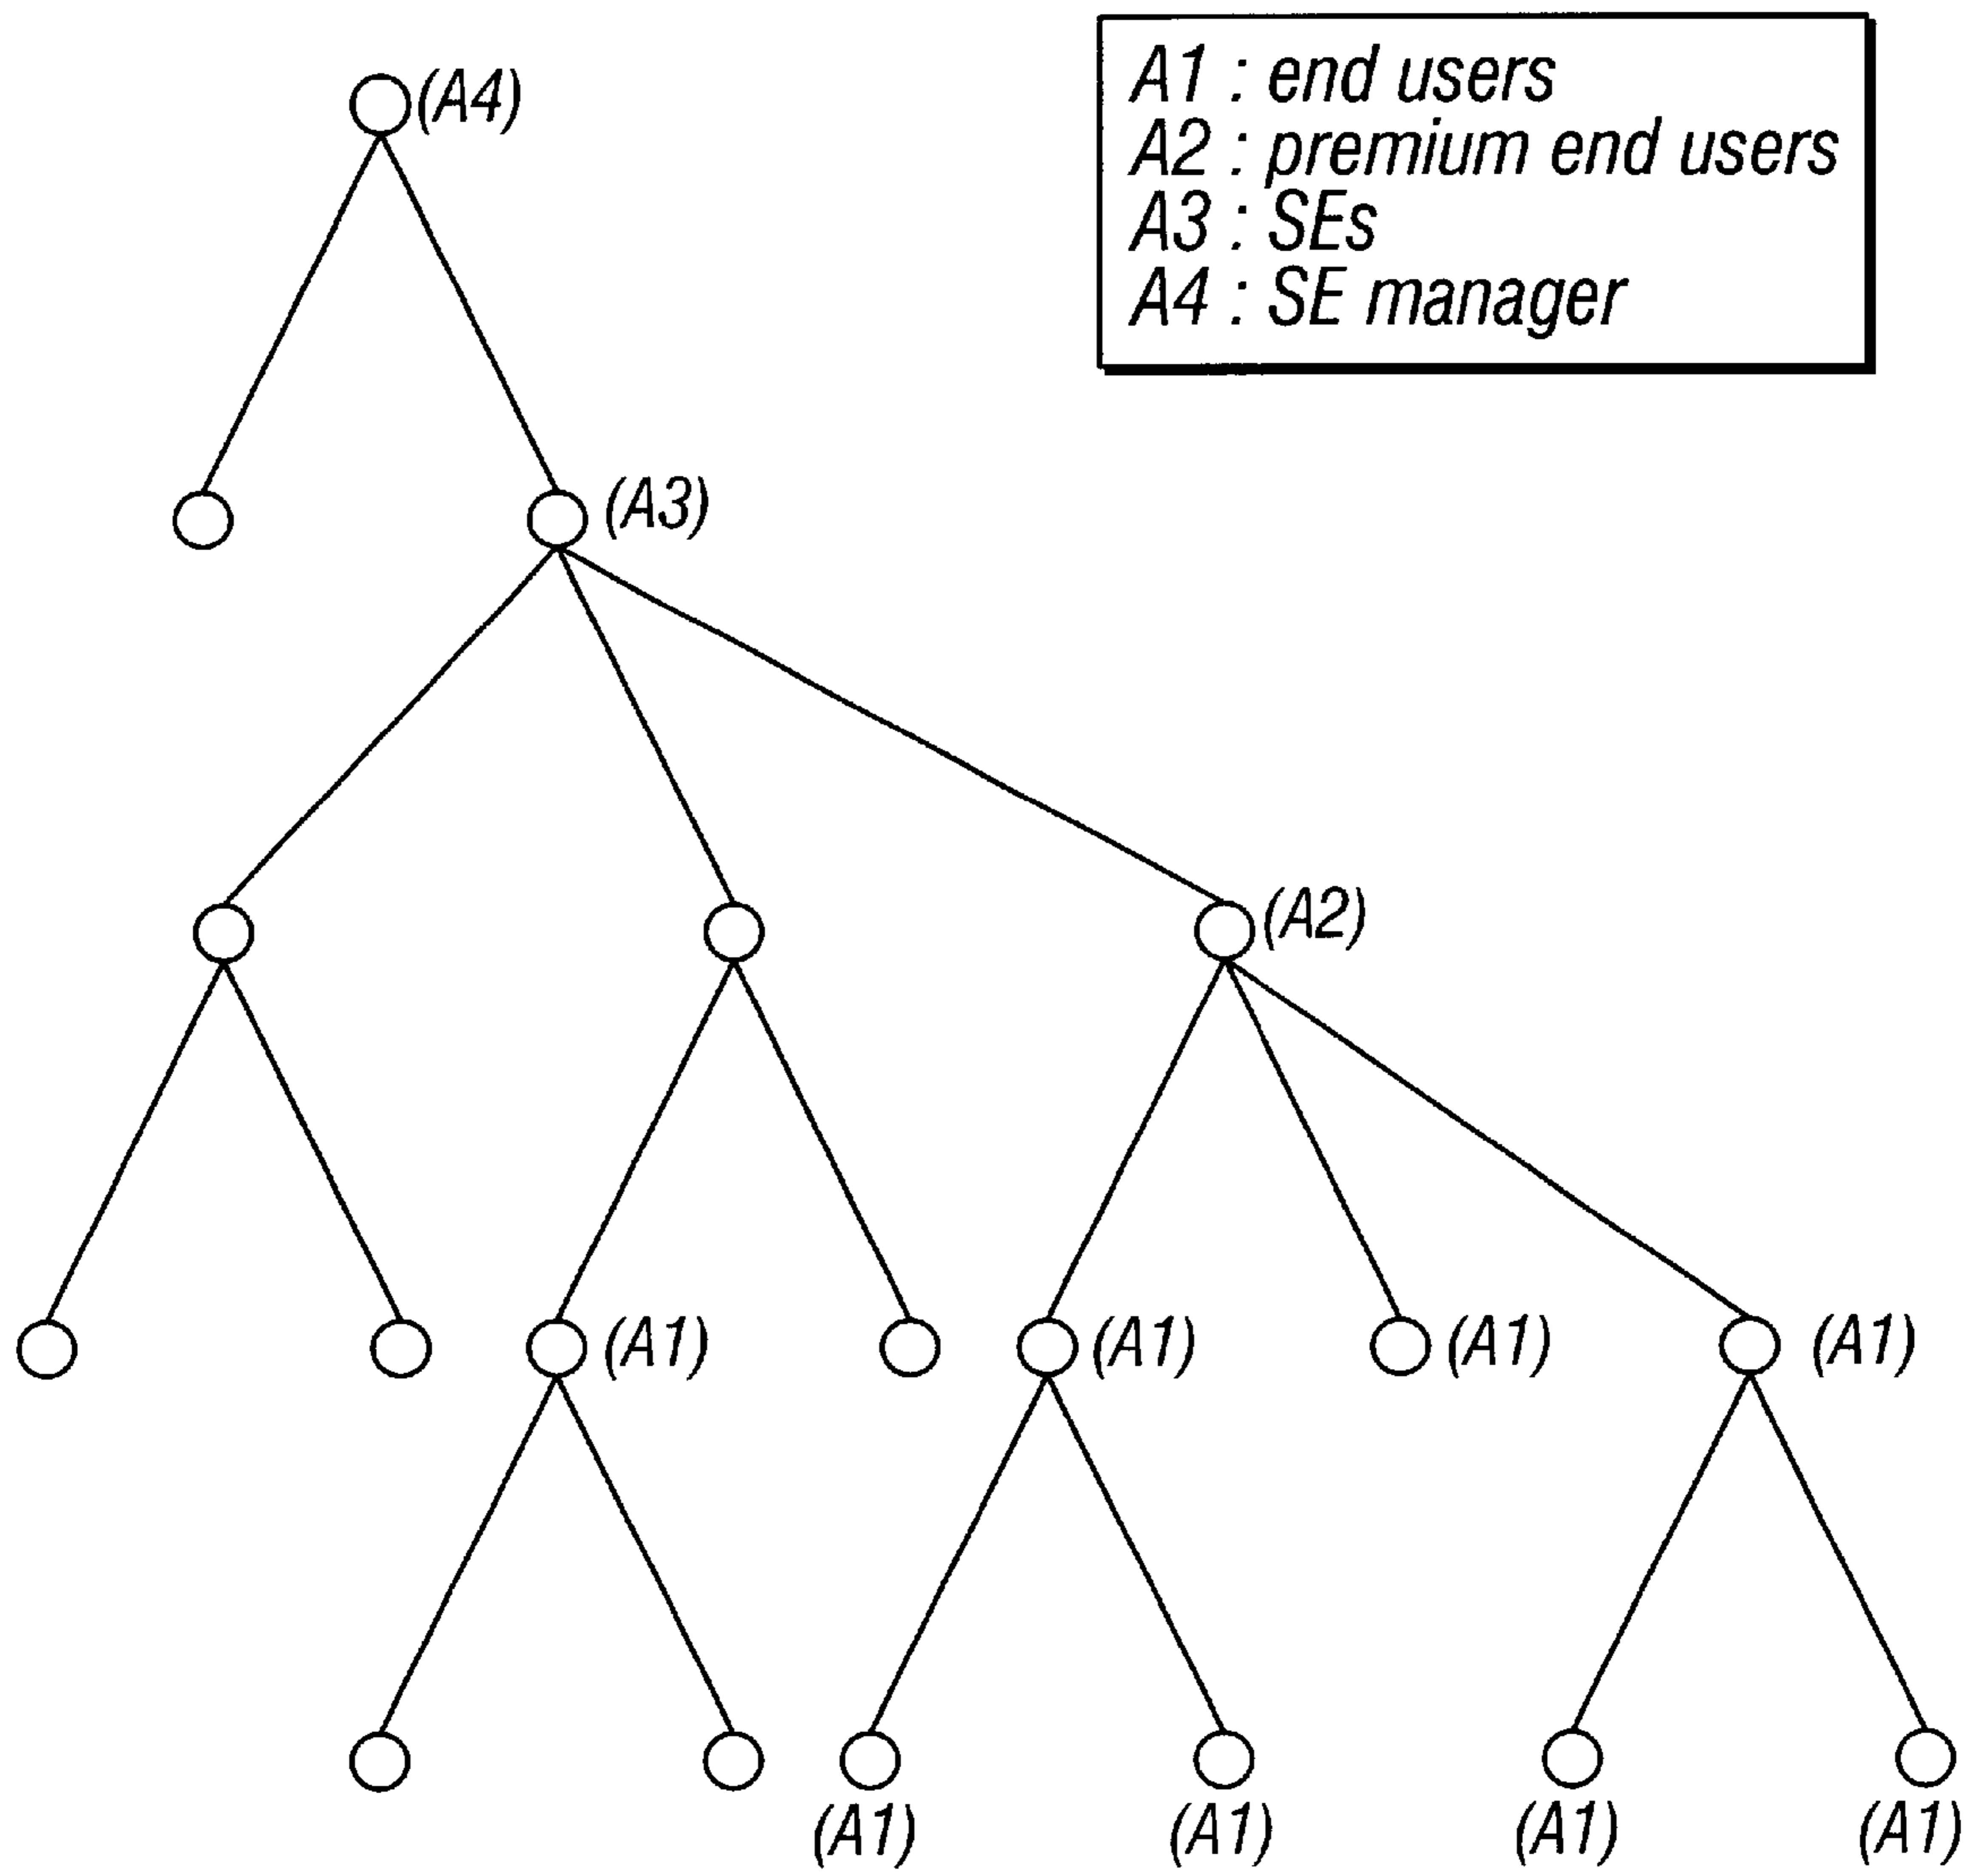 (A4)
A1 : end users
A2 : premium end users
A3 : SEs
A4 : SE manager
(A3)
(A2)
(A1)
(A1)
(A1)
(A1)
(A1)
(A1)
(A1)
(A1)